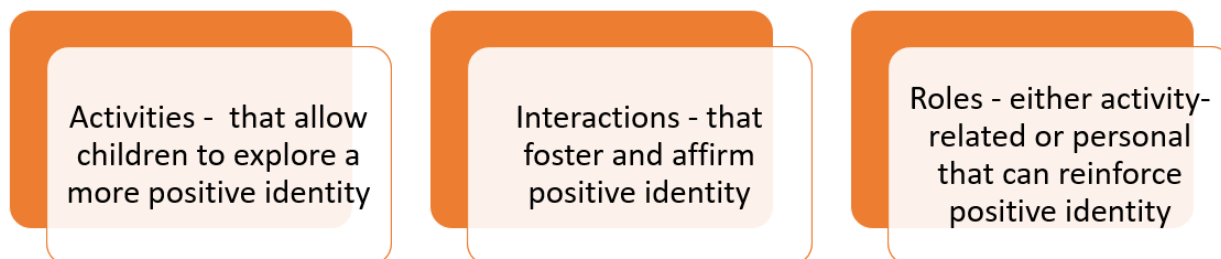 Activities -  that allow
children to explore a
more positive identity
Interactions - that
foster and affirm
positive identity
Roles - either activity-
related or personal
that can reinforce
positive identity